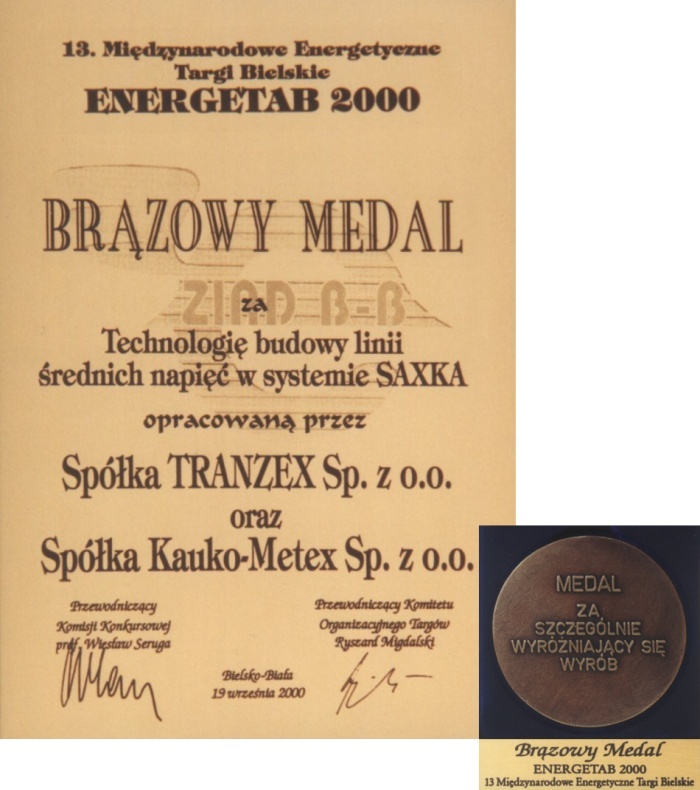 13. Międzynarodowe Energetyczne
Targi Bielskie
ENERGETAB 2000
BRĄZOWY MEDAL
ZIAD B-B
za
Technologię budowy linii
średnich napięć w systemie SAXKA
opracowaną przez
Spółka TRANZEX Sp. z o.o.
oraz
Spółka Kauko-Metex Sp. z o.o.
Przewodniczący
Komisji Konkursowej
prof. Wiesław Seruga
Przewodniczący Komitetu
Organizacyjnego Targów
Ryszard Migdalski
Bielsko-Biała
19 września 2000
MEDAL
ZA
SZCZEGÓLNIE
WYRÓŻNIAJĄCY SIĘ
WYRÓB
Brązowy Medal
ENERGETAB 2000
13 Międzynarodowe Energetyczne Targi Bielskie